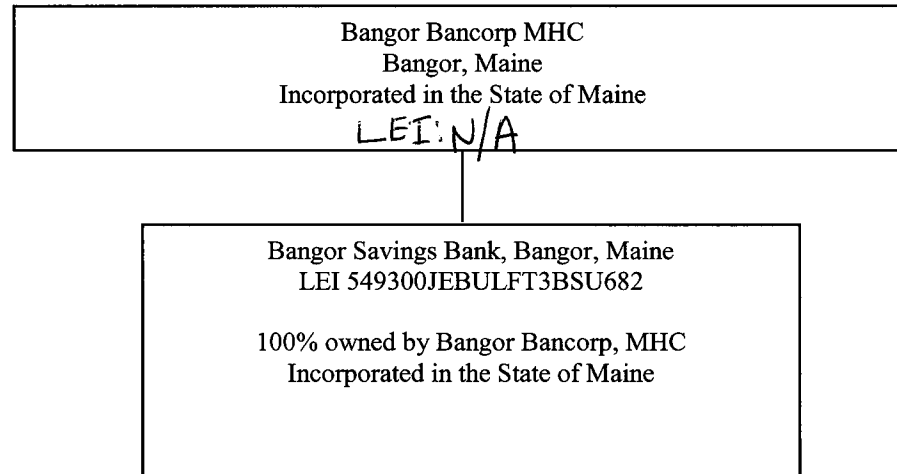 Bangor Bancorp MHC
Bangor, Maine
Incorporated in the State of Maine
LEI: N/A
Bangor Savings Bank, Bangor, Maine
LEI 549300JEBULFT3BSU682
100% owned by Bangor Bancorp, MHC
Incorporated in the State of Maine